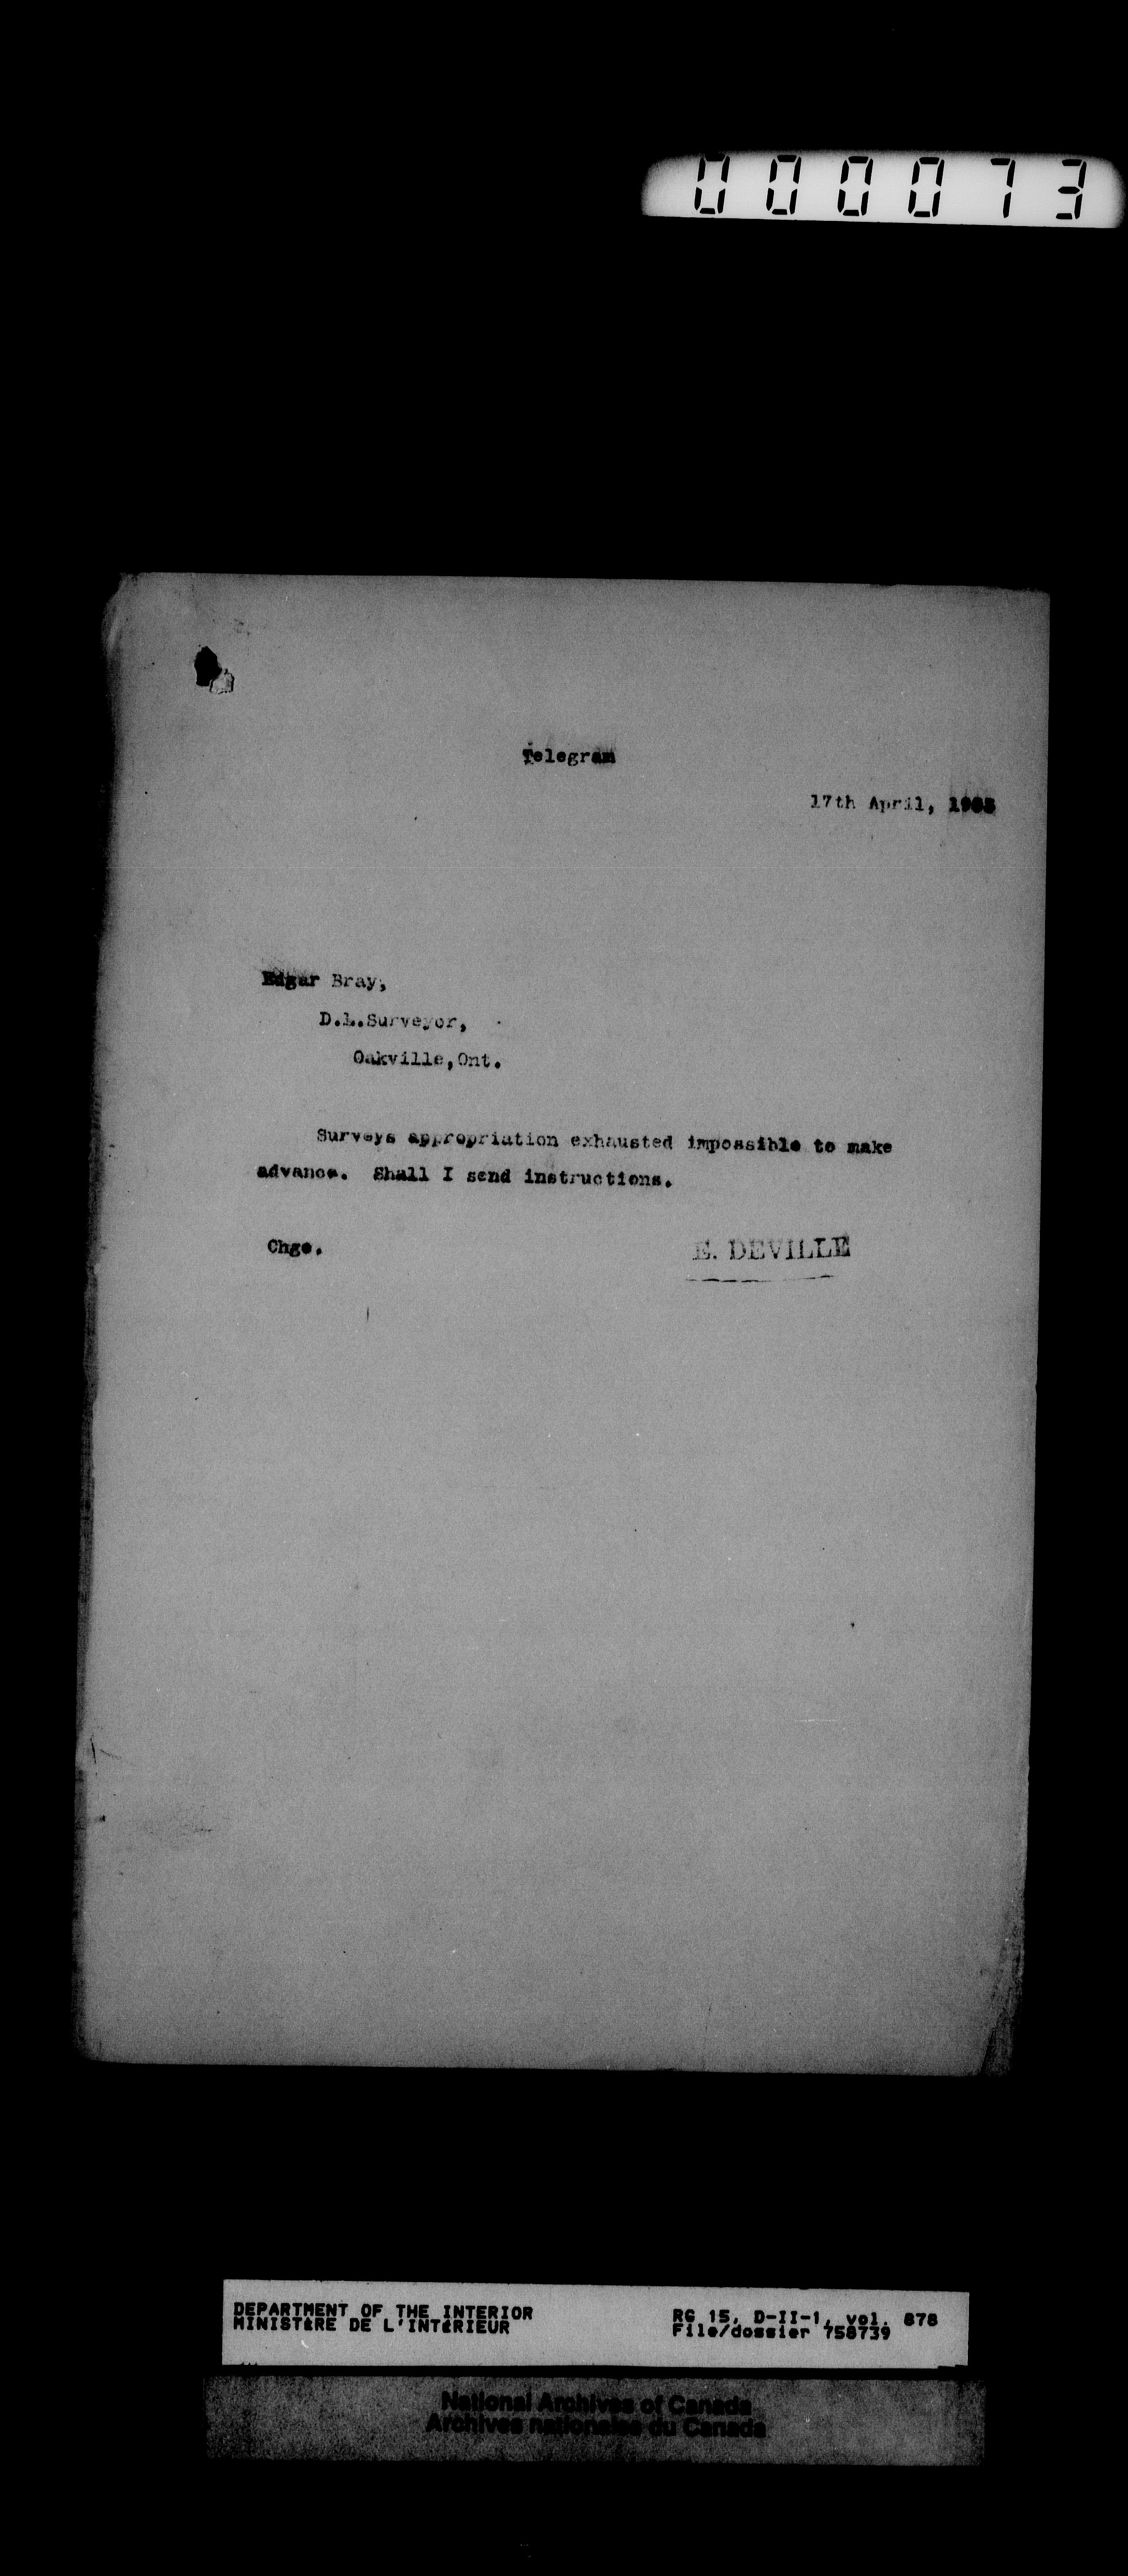 000073
Telegram
17th April, 1905
Edgar Bray,
D.L.Surveyor,
Oakville,Ont.
Surveys appropriation exhausted impossible to make
advance. Shall I send instructions.
Chge.
E. DEVILLE
DEPARTMENT OF THE INTERIOR
MINISTÈRE DE L'INTÉRIEUR
RG 15, D-II-1, vol. 878
File/dossier 758739
National Archives of Canada
Archives nationales du Canada